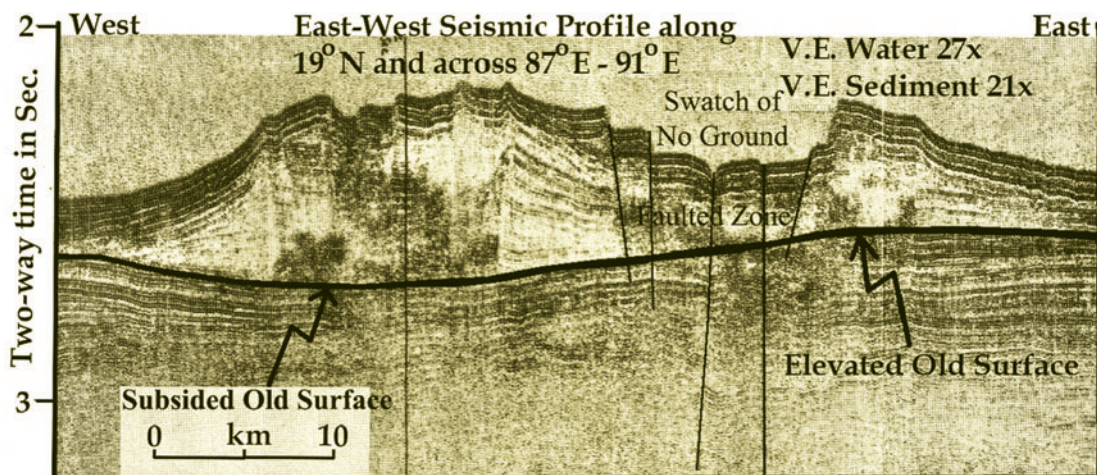 2
West
East-West Seismic Profile along
19°N and across 87°E - 91°E
East
V.E. Water 27x
V.E. Sediment 21x
Swatch of
No Ground
Faulted Zone
Two-way time in Sec.
Elevated Old Surface
Subsided Old Surface
3
0 km 10